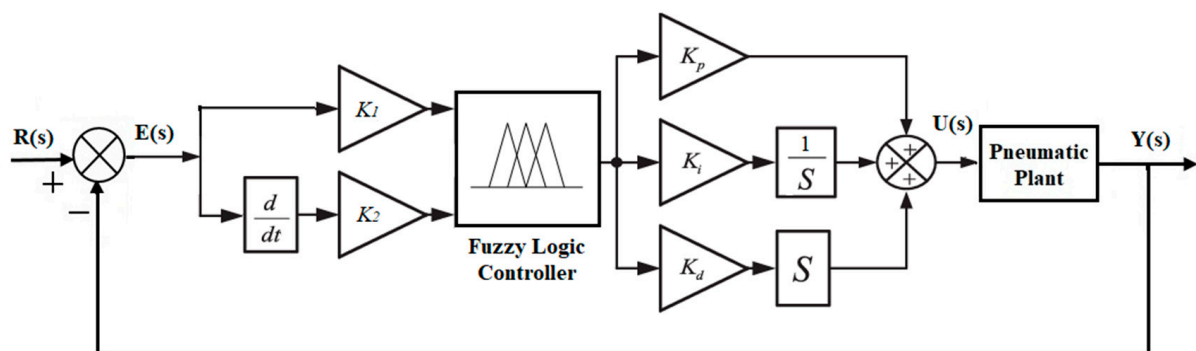 R(s)
+
−
E(s)
d
dt
K1
K2
Fuzzy Logic
Controller
Kp
Ki
Kd
1
S
S
+
+
+
+
U(s)
Pneumatic
Plant
Y(s)